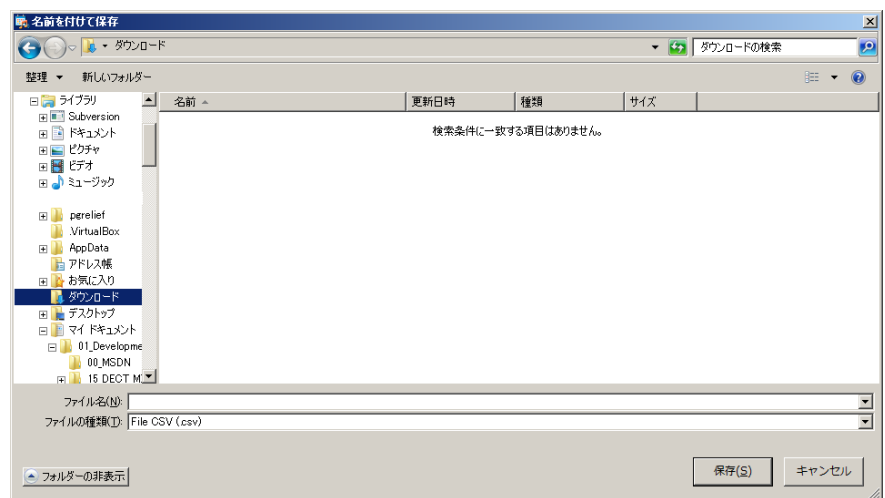 名前を付けて保存
ダウンロード
ダウンロードの検索
整理 新しいフォルダー
名前 更新日時 種類 サイズ
検索条件に一致する項目はありません。
ライブラリ
Subversion
ドキュメント
ピクチャ
ビデオ
ミュージック
pgrelief
.VirtualBox
AppData
アドレス帳
お気に入り
ダウンロード
デスクトップ
マイ ドキュメント
01_Developme
00_MSDN
15 DECT M
ファイル名(N):
ファイルの種類(T): File CSV (.csv)
フォルダーの非表示
保存(S) キャンセル